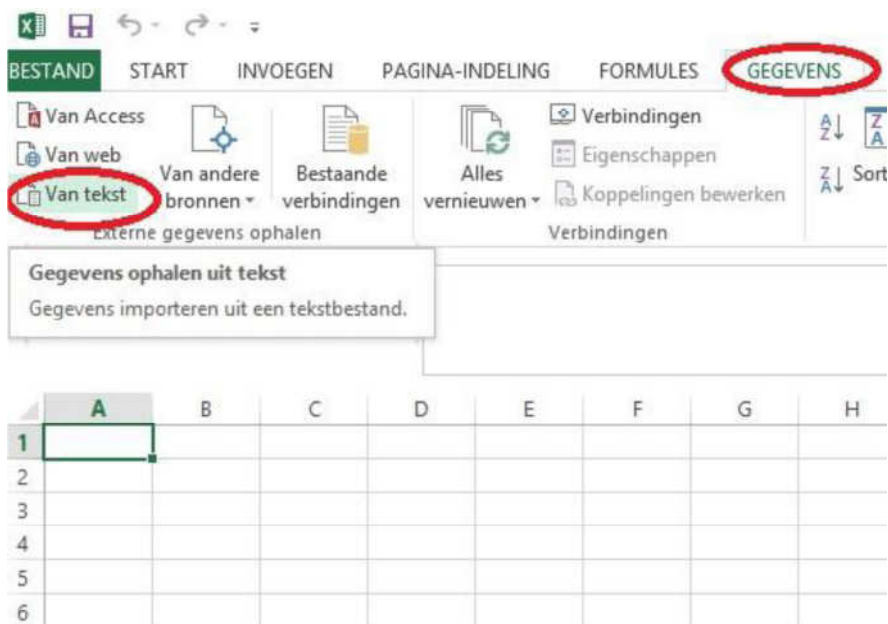 BESTAND START INVOEGEN PAGINA-INDELING FORMULES GEGEVENS
Van Access
Van web
Van tekst
Van andere
bronnen
Bestaande
verbindingen
Externe gegevens ophalen
Alles
vernieuwen
Verbindingen
Eigenschappen
Koppelingen bewerken
Verbindingen
A
Z
Z
A
Z
A
Sort
Gegevens ophalen uit tekst
Gegevens importeren uit een tekstbestand.
A B C D E F G H
1
2
3
4
5
6